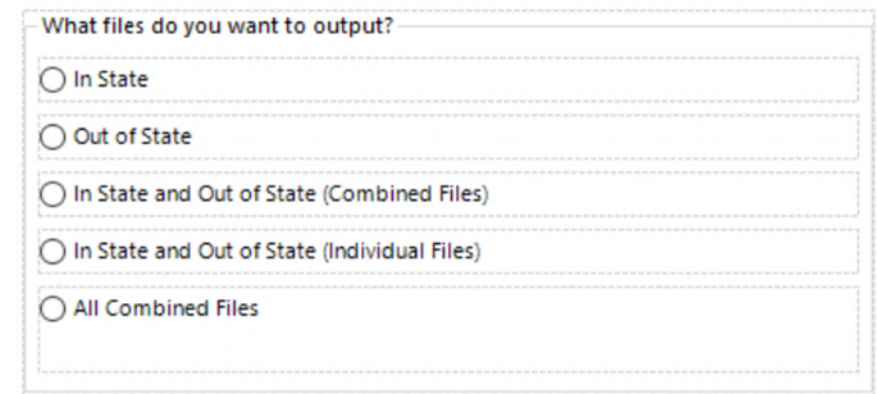 What files do you want to output?
In State
Out of State
In State and Out of State (Combined Files)
In State and Out of State (Individual Files)
All Combined Files